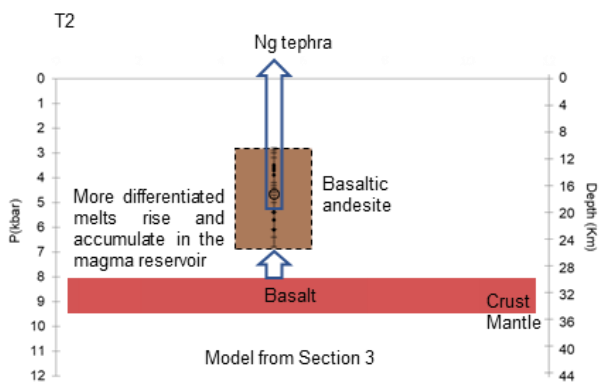 T2
Ng tephra
0
1
2
3
4
5
6
7
8
9
10
11
12
P(kbar)
0
4
8
12
16
20
24
28
32
36
40
44
Depth (Km)
More differentiated
melts rise and
accumulate in the
magma reservoir
Basaltic
andesite
Basalt
Crust
Mantle
Model from Section 3